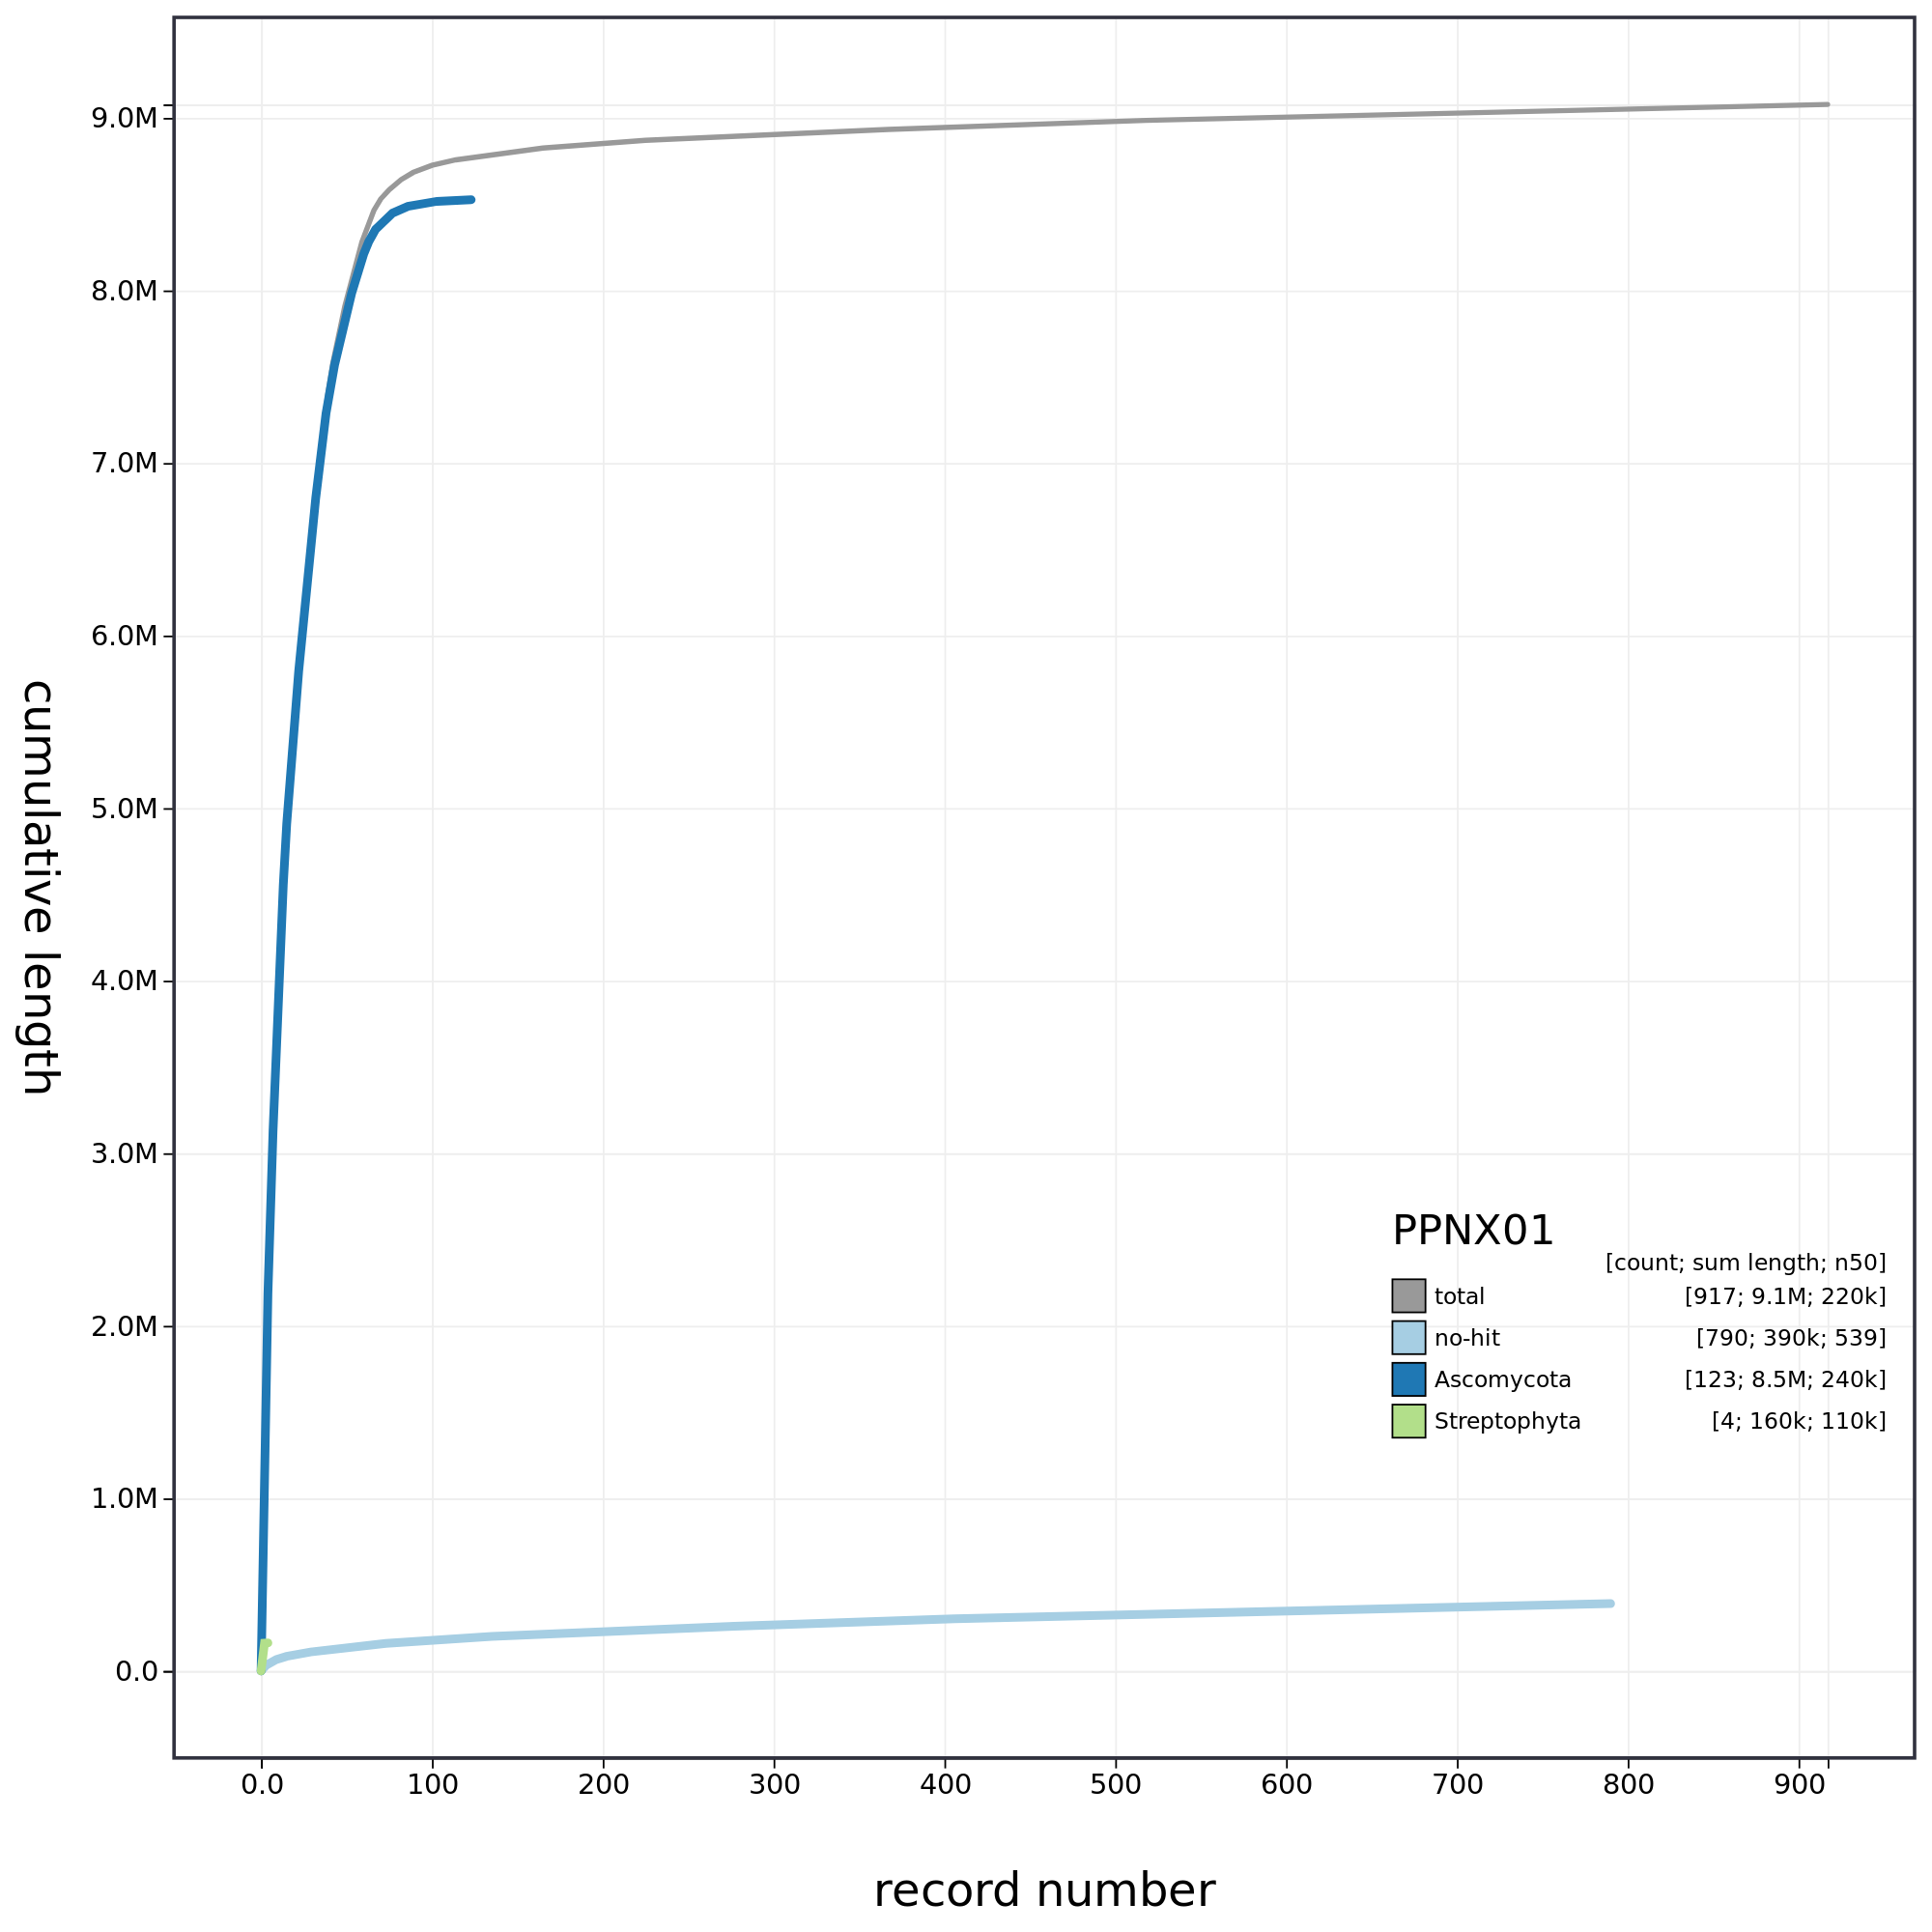 cumulative length
9.0M
8.0M
7.0M
6.0M
5.0M
4.0M
3.0M
2.0M
1.0M
0.0
PPNX01
[count; sum length; n50]
total [917; 9.1M; 220k]
no-hit [790; 390k; 539]
Ascomycota [123; 8.5M; 240k]
Streptophyta [4; 160k; 110k]
0.0 100 200 300 400 500 600 700 800 900
record number